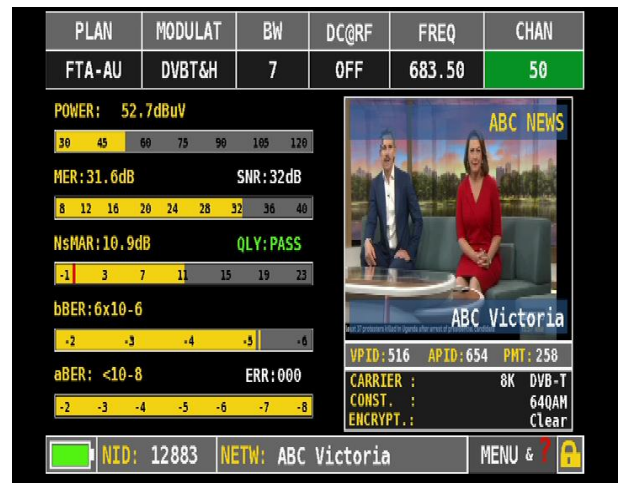 PLAN MODULAT BW DC@RF FREQ CHAN
FTA-AU DVBT&H 7 OFF 683.50 50
POWER: 52.7dBuV
30 45 60 75 90 105 120
MER:31.6dB SNR:32dB
8 12 16 20 24 28 32 36 40
NsMAR:10.9dB QLY:PASS
-1 3 7 11 15 19 23
bBER:6x10-6
-2 -3 -4 -5 -6
aBER: <10-8 ERR:000
-2 -3 -4 -5 -6 -7 -8
ABC NEWS
ABC Victoria
VPID:516 APID:654 PMT:258
CARRIER : 8K DVB-T
CONST. : 64QAM
ENCRYPT.: Clear
NID: 12883 NETW: ABC Victoria MENU & ?